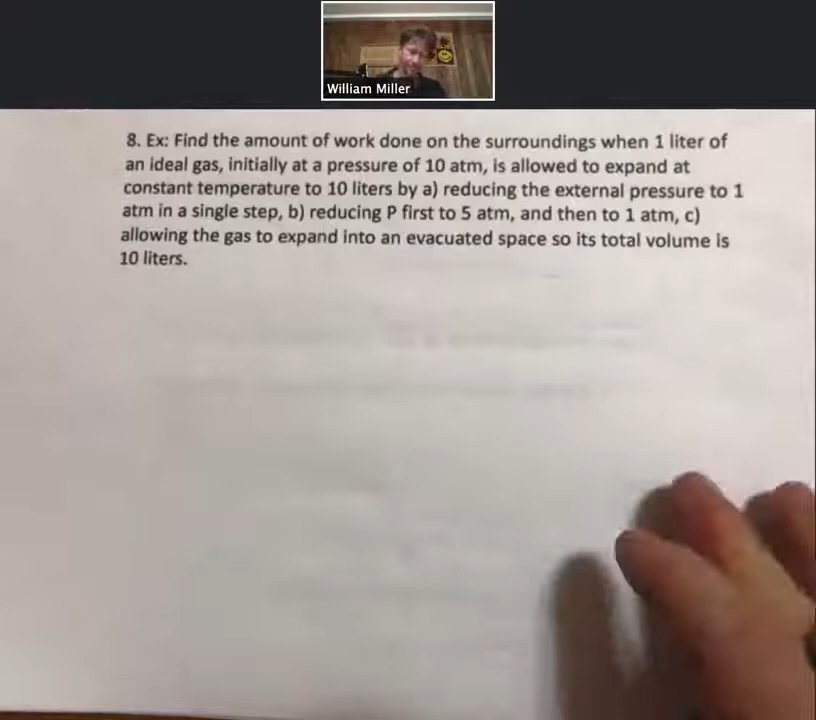 William Miller
8. Ex: Find the amount of work done on the surroundings when 1 liter of
an ideal gas, initially at a pressure of 10 atm, is allowed to expand at
constant temperature to 10 liters by a) reducing the external pressure to 1
atm in a single step, b) reducing P first to 5 atm, and then to 1 atm, c)
allowing the gas to expand into an evacuated space so its total volume is
10 liters.